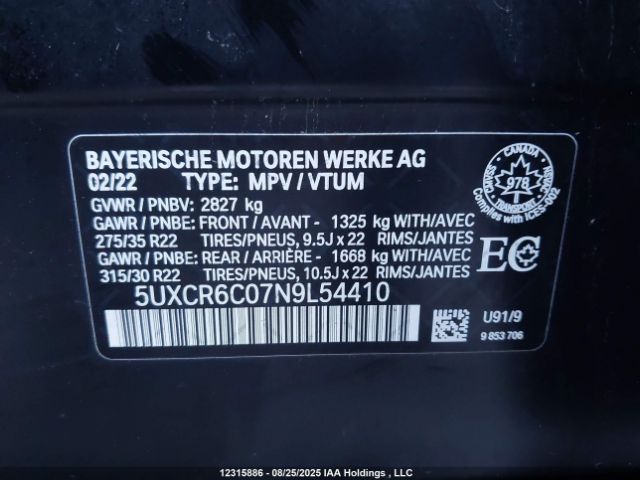 BAYERISCHE MOTOREN WERKE AG
02/22 TYPE: MPV / VTUM
GVWR / PNBV: 2827 kg
GAWR / PNBE: FRONT / AVANT - 1325 kg WITH/AVEC
275/35 R22 TIRES/PNEUS, 9.5J x 22 RIMS/JANTES
GAWR / PNBE: REAR / ARRIÈRE - 1668 kg WITH/AVEC
315/30 R22 TIRES/PNEUS, 10.5J x 22 RIMS/JANTES
5UXCR6C07N9L54410
CANADA
978
TRANSPORT
Compliant with ICES-002
EC
U91/9
9 853 706
12315886 - 08/25/2025 IAA Holdings , LLC